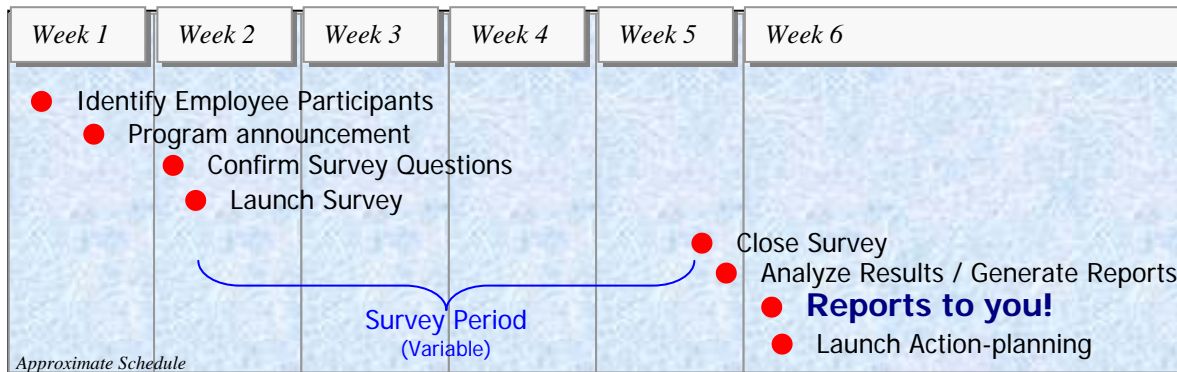 Week 1
Week 2
Week 3
Week 4
Week 5
Week 6
Identify Employee Participants
Program announcement
Confirm Survey Questions
Launch Survey
Close Survey
Analyze Results / Generate Reports
Reports to you!
Survey Period
(Variable)
Launch Action-planning
Approximate Schedule